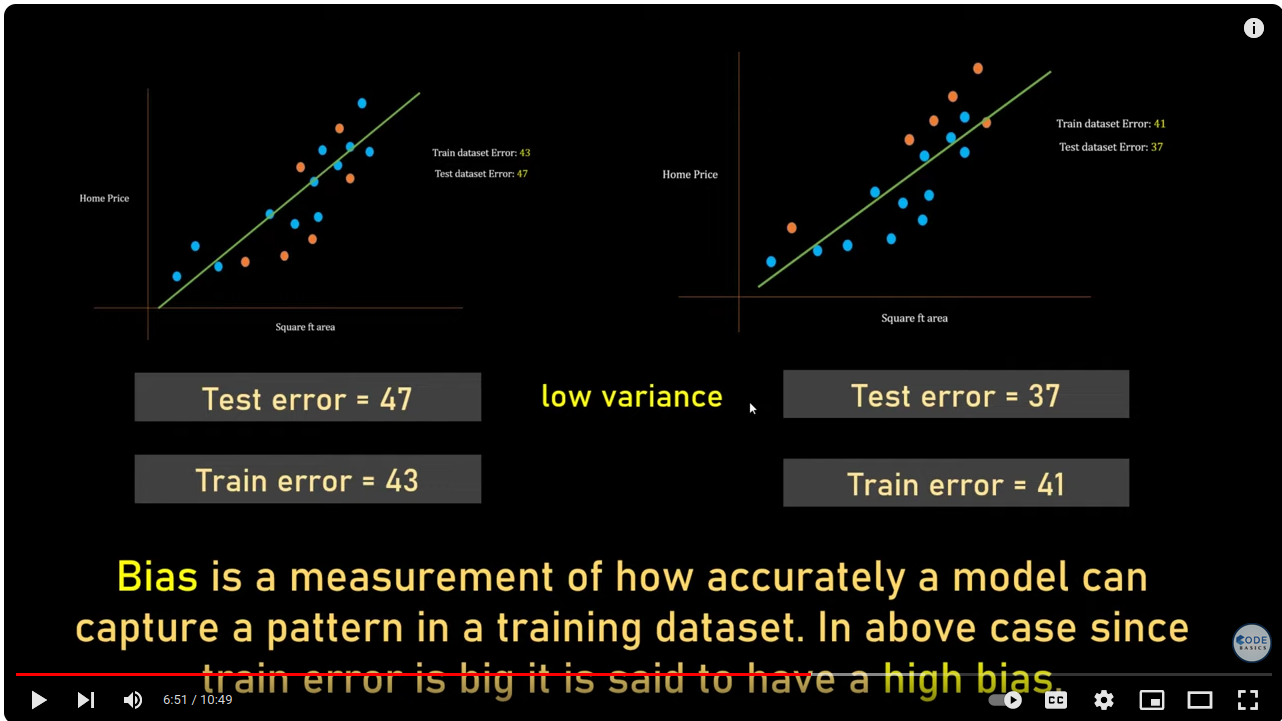 Home Price
Train dataset Error: 43
Test dataset Error: 47
Square ft area
Home Price
Train dataset Error: 41
Test dataset Error: 37
Square ft area
Test error = 47
low variance
Test error = 37
Train error = 43
Train error = 41
Bias is a measurement of how accurately a model can
capture a pattern in a training dataset. In above case since
train error is big it is said to have a high bias.
CODE
BASICS
6:51 / 10:49
CC